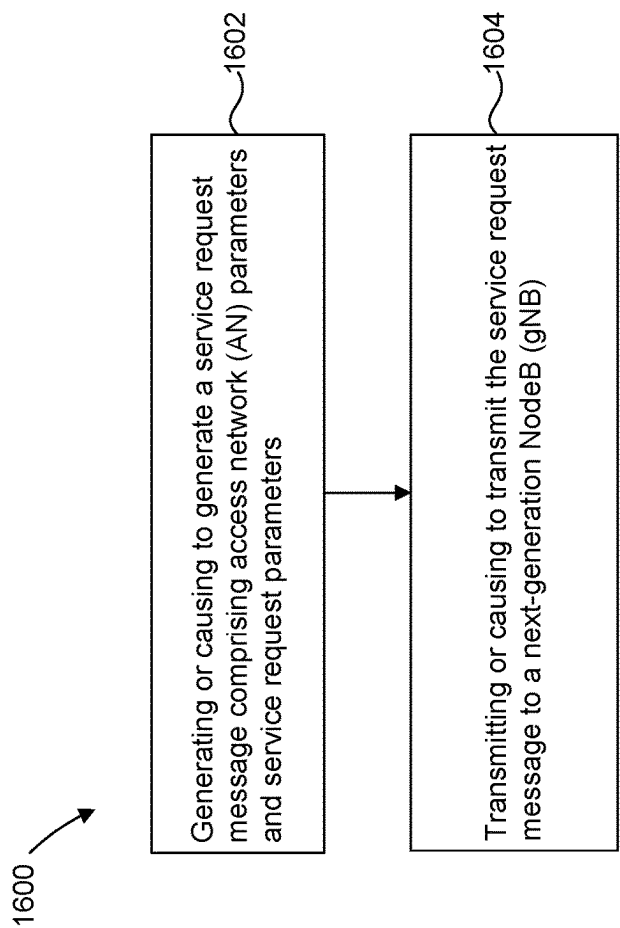 1600
Generating or causing to generate a service request
message comprising access network (AN) parameters
and service request parameters
1602
Transmitting or causing to transmit the service request
message to a next-generation NodeB (gNB)
1604